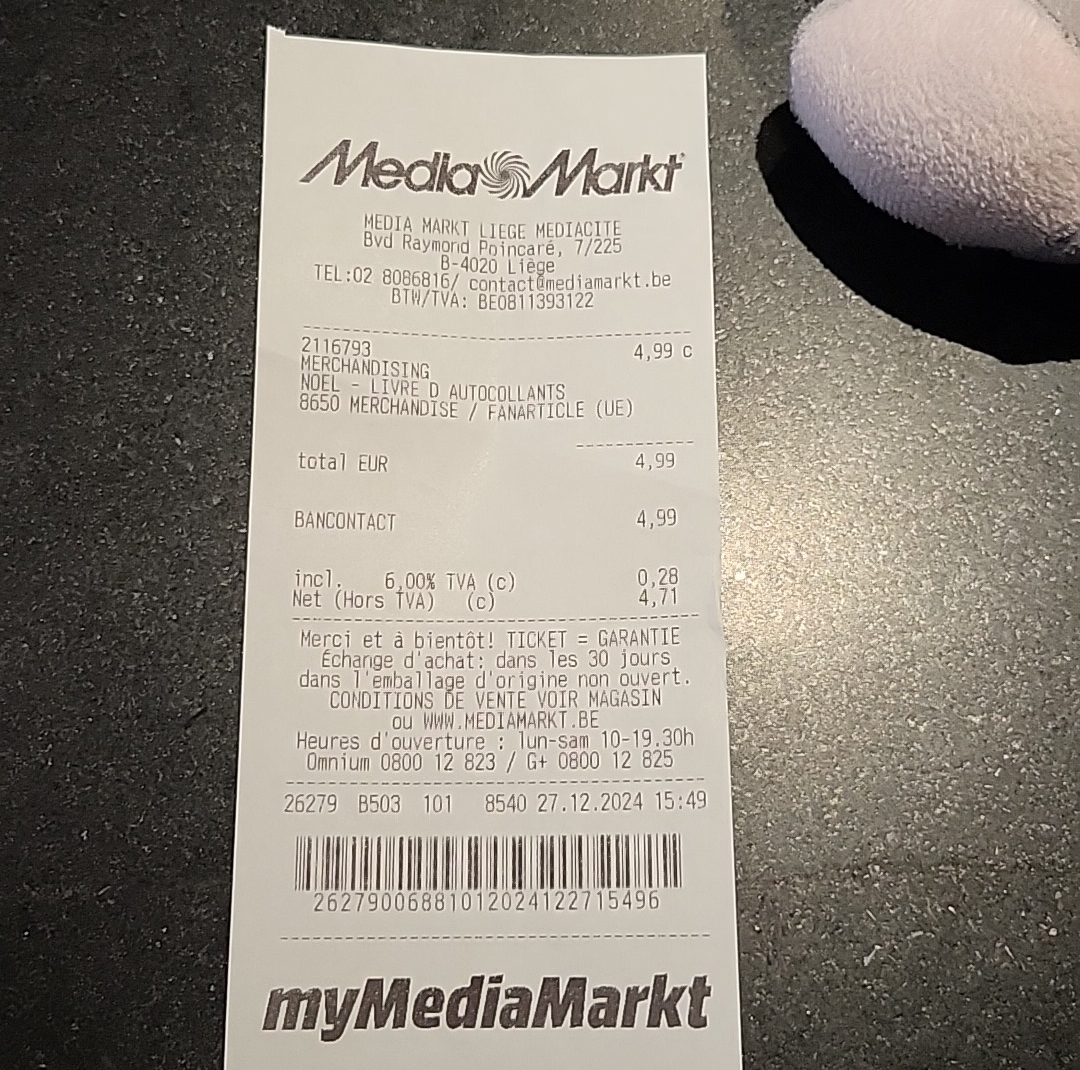 Media Markt
MEDIA MARKT LIEGE MEDIACITE
Bvd Raymond Poincaré, 7/225
B-4020 Liège
TEL:02 8086816/ contact@mediamarkt.be
BTW/TVA: BE0811393122
2116793 4,99 c
MERCHANDISING
NOEL - LIVRE D AUTOCOLLANTS
8650 MERCHANDISE / FANARTICLE (UE)
total EUR 4,99
BANCONTACT 4,99
incl. 6,00% TVA (c) 0,28
Net (Hors TVA) (c) 4,71
Merci et à bientôt! TICKET = GARANTIE
Échange d'achat: dans les 30 jours
dans l'emballage d'origine non ouvert.
CONDITIONS DE VENTE VOIR MAGASIN
ou WWW.MEDIAMARKT.BE
Heures d'ouverture : lun-sam 10-19.30h
Omnium 0800 12 823 / G+ 0800 12 825
26279 B503 101 8540 27.12.2024 15:49
26279006881012024122715496
myMediaMarkt